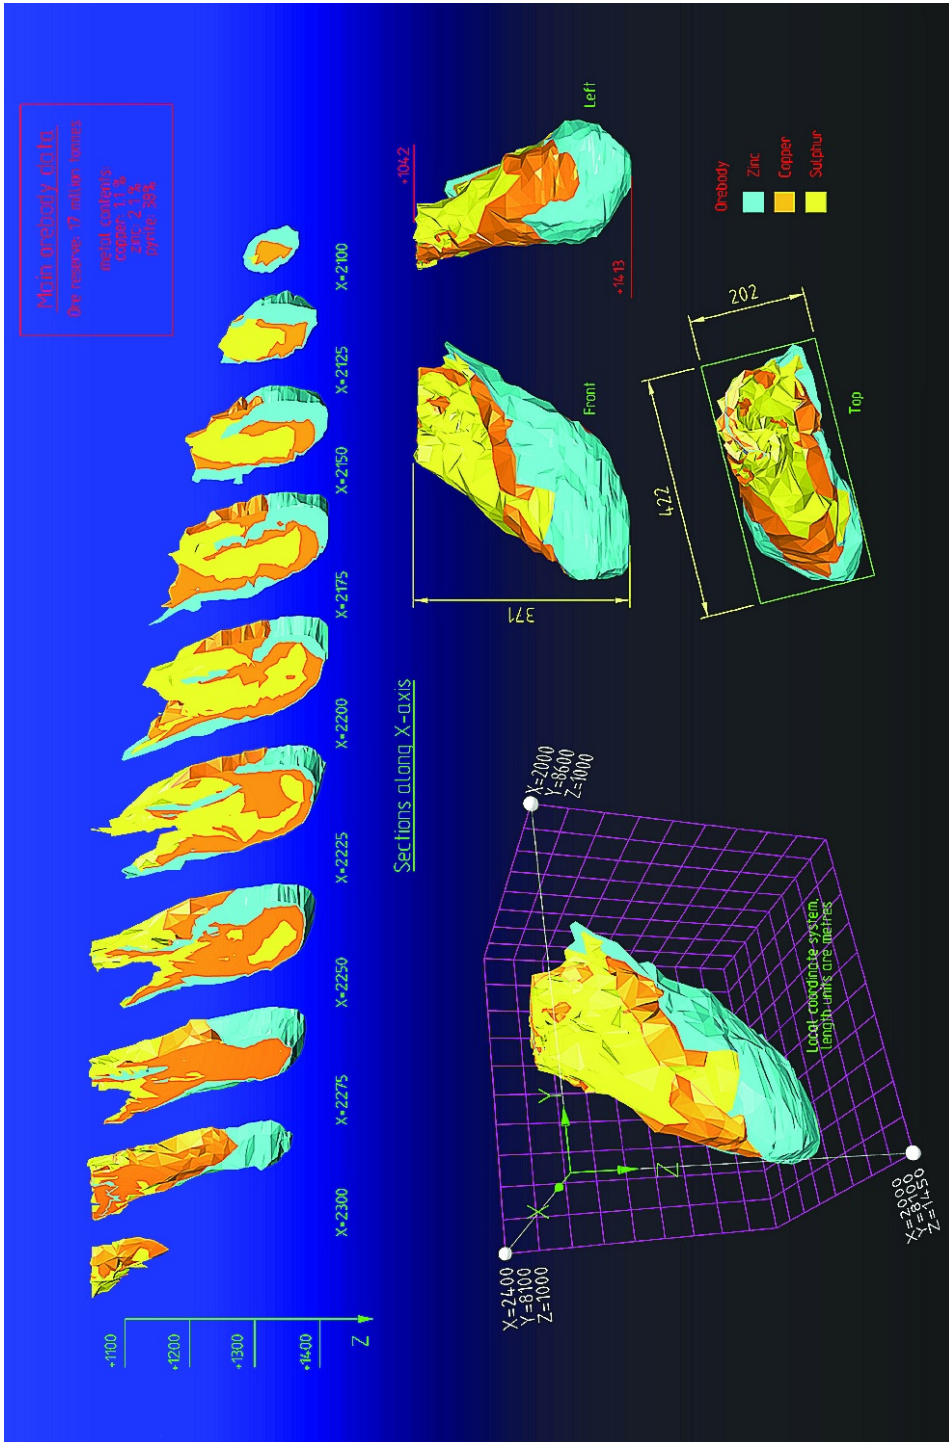 Main orebody data
Ore reserve: 17 million tonnes
metal contents
copper: 1.1 %
zinc: 2.1%
pyrite:
+1100
+1200
+1300
+1400
Z
X=2300
X=2275
X=2250
X=2225
X=2200
X=2175
X=2150
X=2125
X=2100
Sections along X-axis
371
Front
+1042
+1413
Left
X=2400
Y=8100
Z=1000
X=2000
Y=8600
Z=1000
X
Y
Z
Local coordinate system,
length units are metres
X=2000
Y=8100
Z=1450
422
202
Top
Orebody
Zinc
Copper
Sulphur